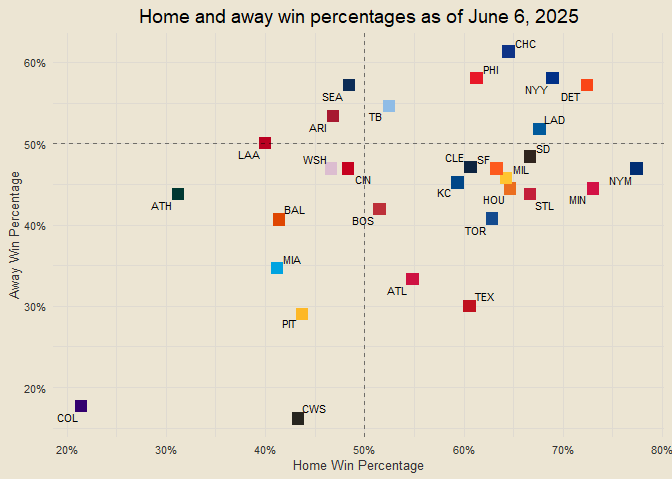 Home and away win percentages as of June 6, 2025
CHC
60%
PHI
SEA
NYY
DET
TB
ARI
LAD
50%
LAA
WSH
CLE
SF
SD
MIL
CIN
KC
NYM
ATH
BAL
HOU
STL
MIN
BOS
TOR
40%
MIA
ATL
TEX
30%
PIT
20%
COL
CWS
20%
30%
40%
50%
60%
70%
80%
Home Win Percentage
Away Win Percentage